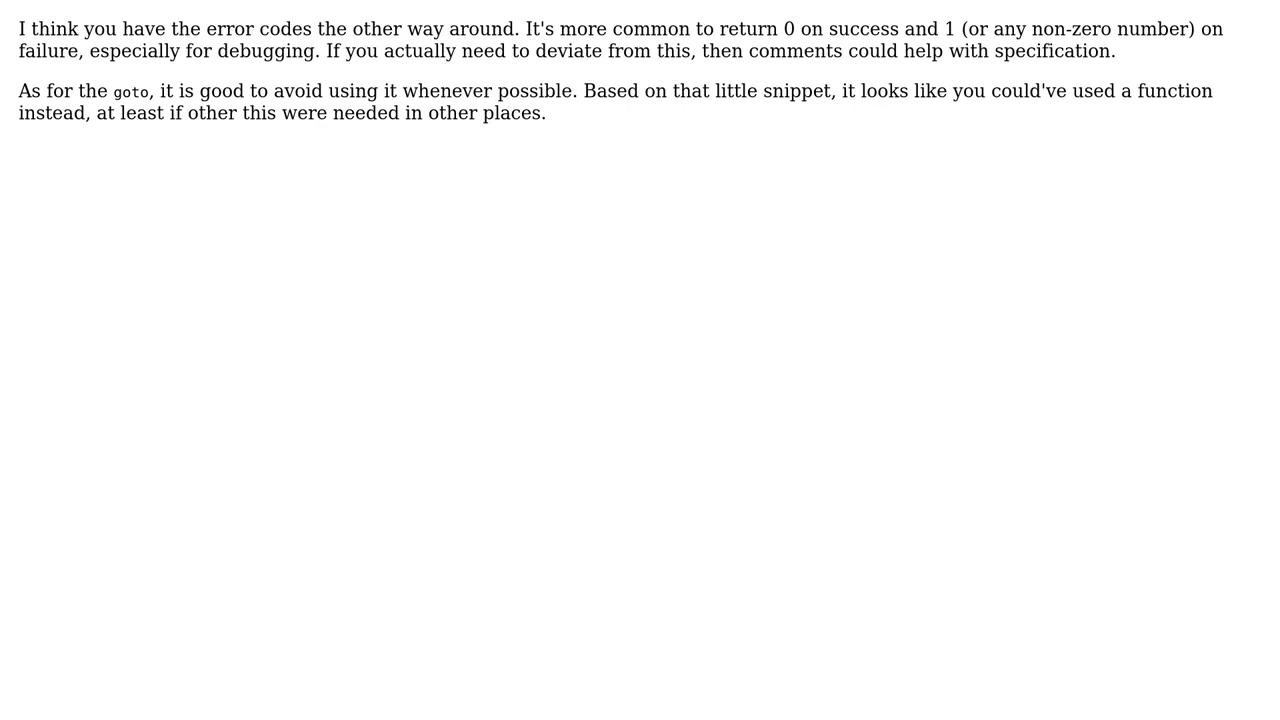 I think you have the error codes the other way around. It's more common to return 0 on success and 1 (or any non-zero number) on
failure, especially for debugging. If you actually need to deviate from this, then comments could help with specification.
As for the goto, it is good to avoid using it whenever possible. Based on that little snippet, it looks like you could've used a function
instead, at least if other this were needed in other places.